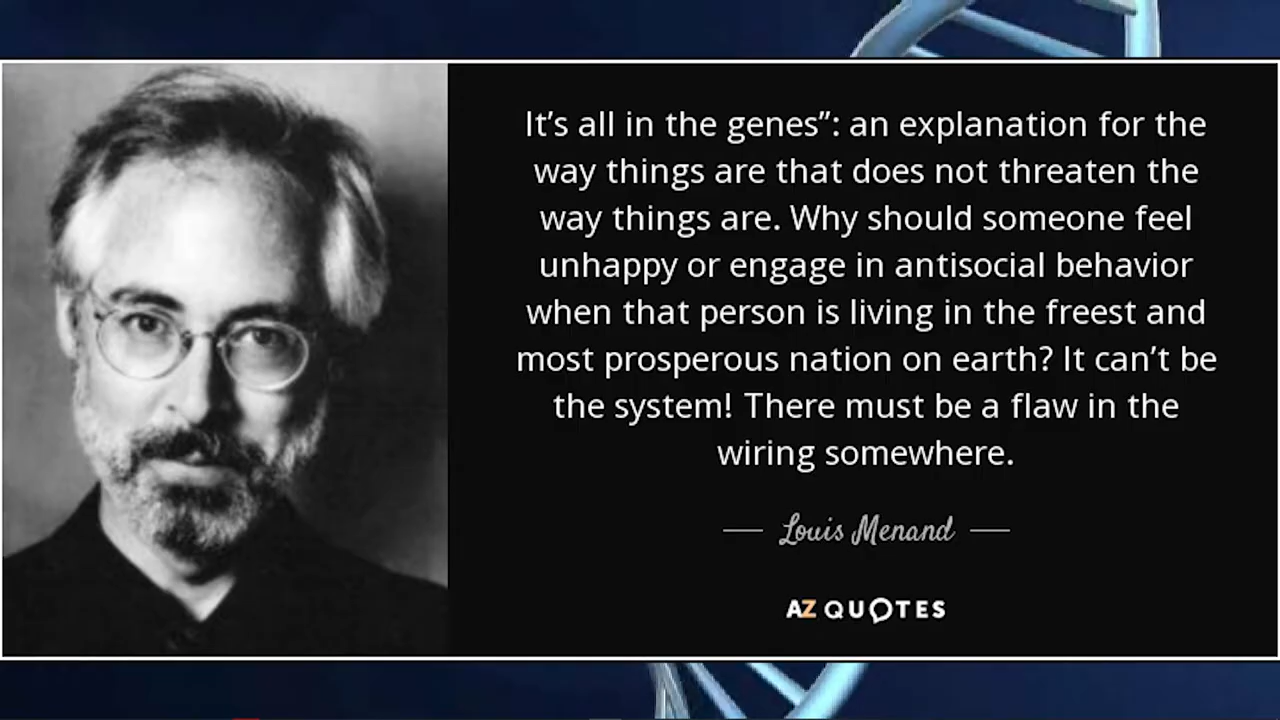 It’s all in the genes”: an explanation for the
way things are that does not threaten the
way things are. Why should someone feel
unhappy or engage in antisocial behavior
when that person is living in the freest and
most prosperous nation on earth? It can’t be
the system! There must be a flaw in the
wiring somewhere.
Louis Menand
AZ QUOTES